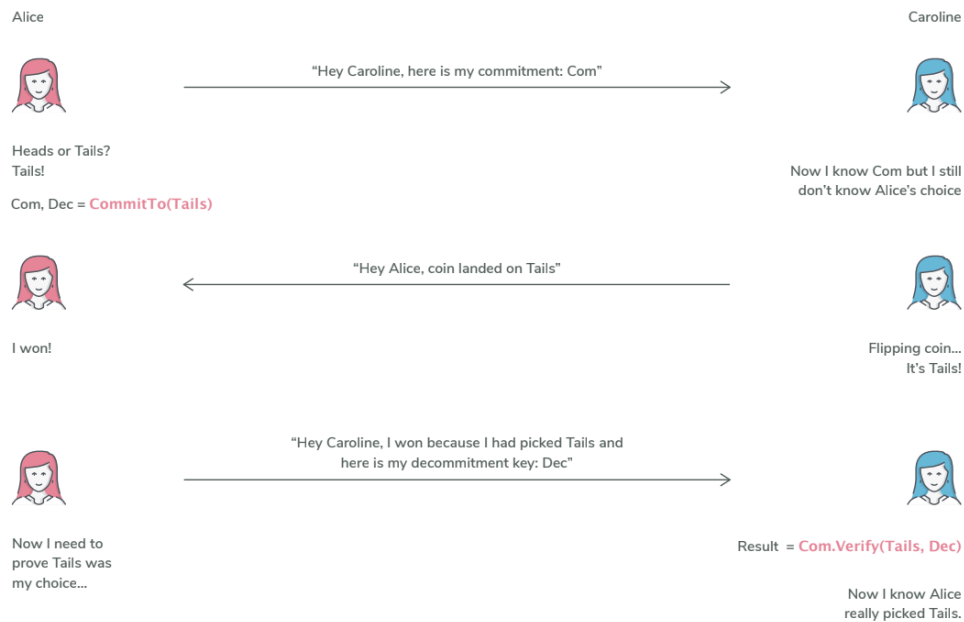 Alice
Caroline
“Hey Caroline, here is my commitment: Com”
Heads or Tails?
Tails!
Com, Dec = CommitTo(Tails)
Now I know Com but I still
don’t know Alice’s choice
“Hey Alice, coin landed on Tails”
I won!
Flipping coin...
It’s Tails!
“Hey Caroline, I won because I had picked Tails and
here is my decommitment key: Dec”
Now I need to
prove Tails was
my choice...
Result = Com.Verify(Tails, Dec)
Now I know Alice
really picked Tails.